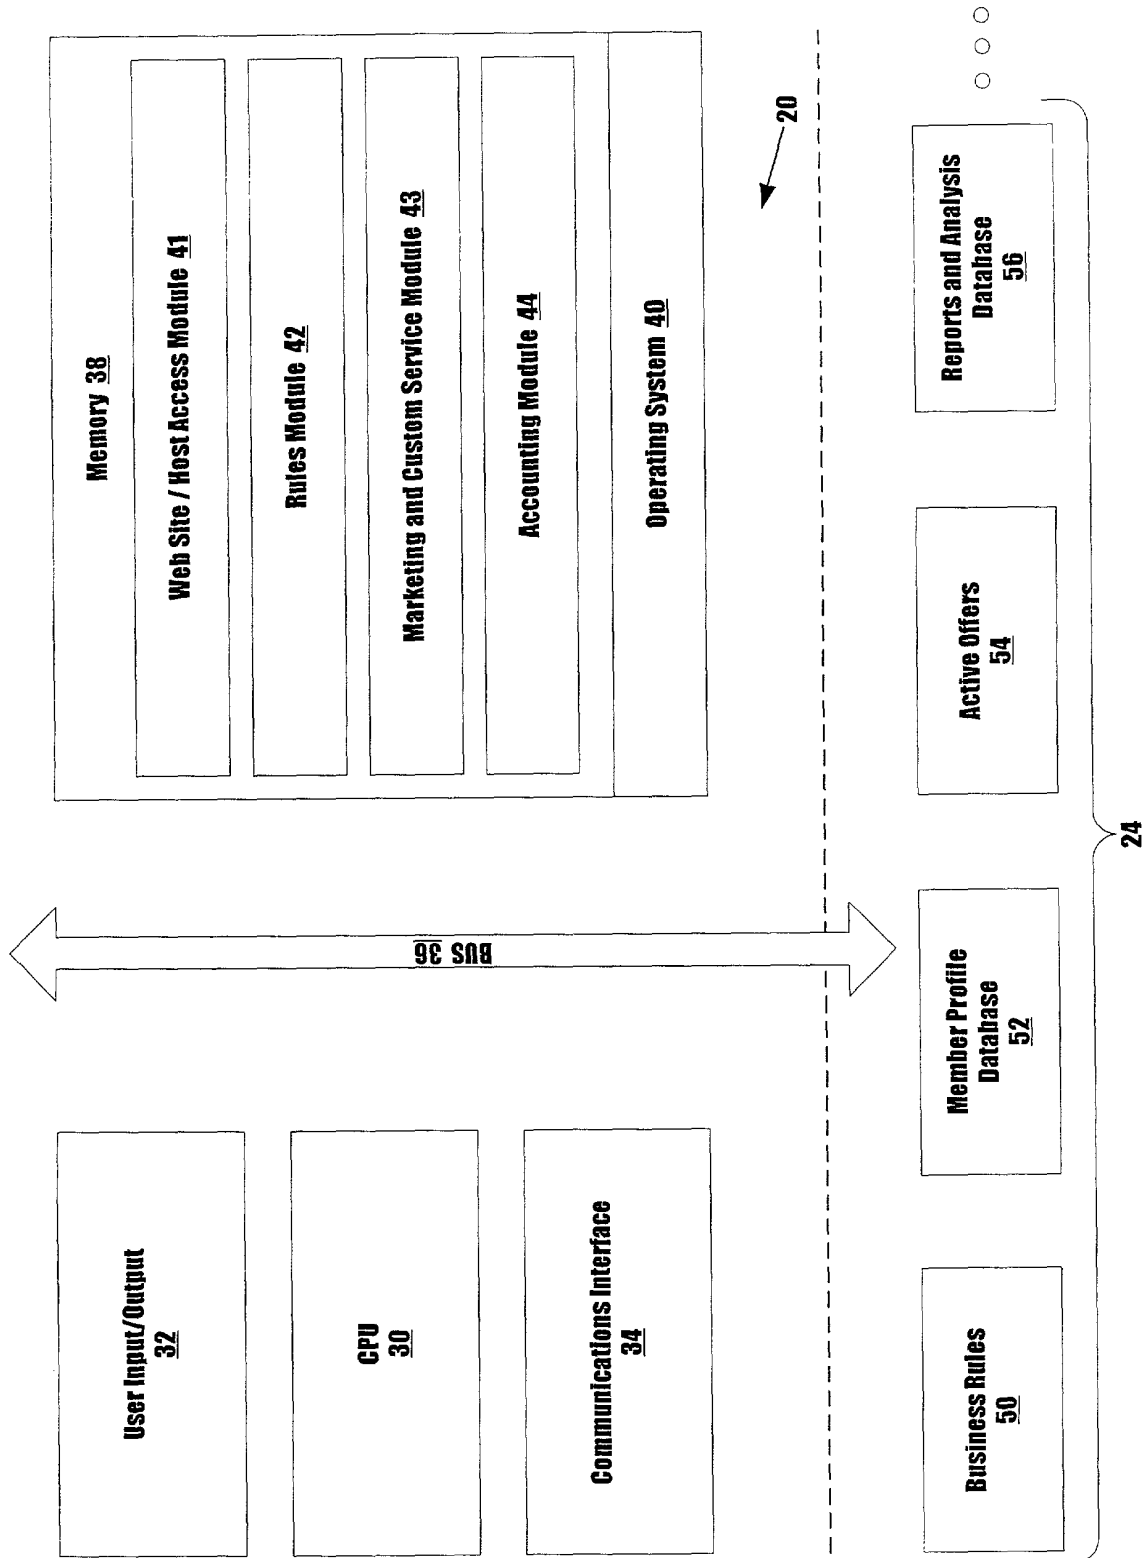 User Input/Output
32
CPU
30
Communications Interface
34
BUS 36
Memory 38
Web Site / Host Access Module 41
Rules Module 42
Marketing and Custom Service Module 43
Accounting Module 44
Operating System 40
20
Business Rules
50
Member Profile
Database
52
Active Offers
54
Reports and Analysis
Database
56
24